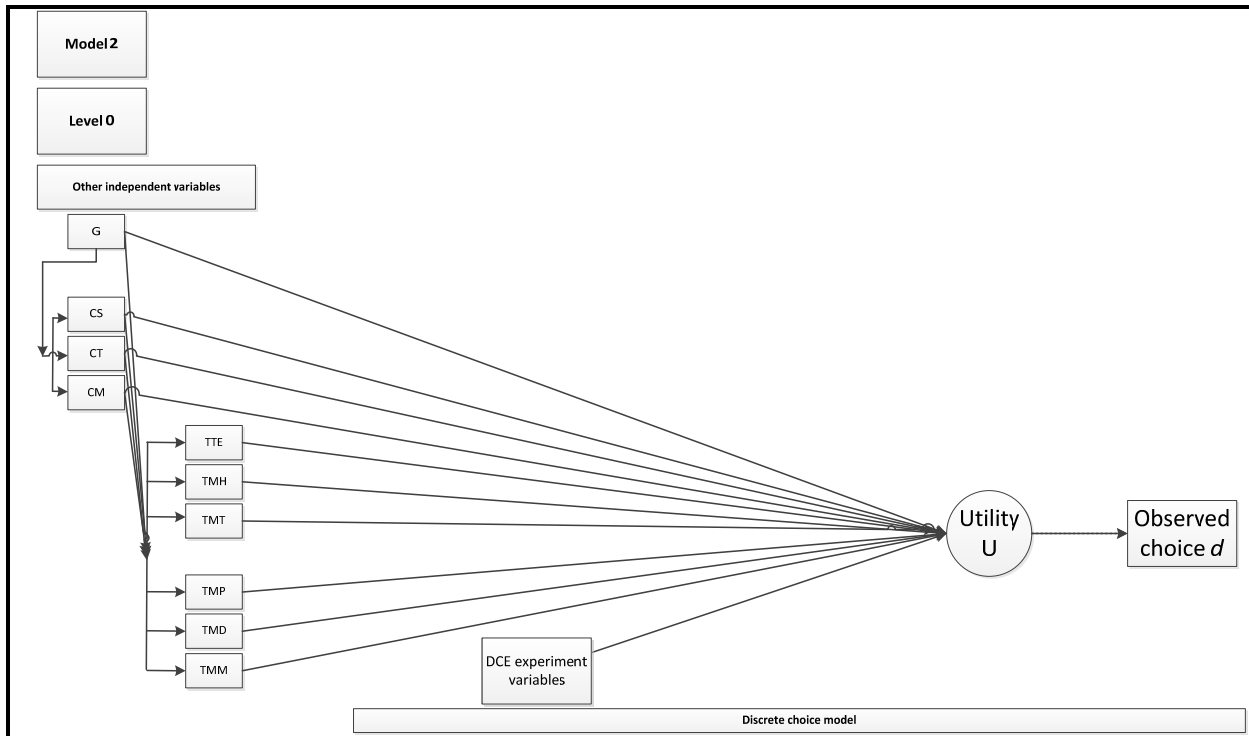 Model 2
Level 0
Other independent variables
G
CS
CT
CM
TTE
TMH
TMT
TMP
TMD
TMM
DCE experiment
variables
Utility
U
Observed
choice d
Discrete choice model